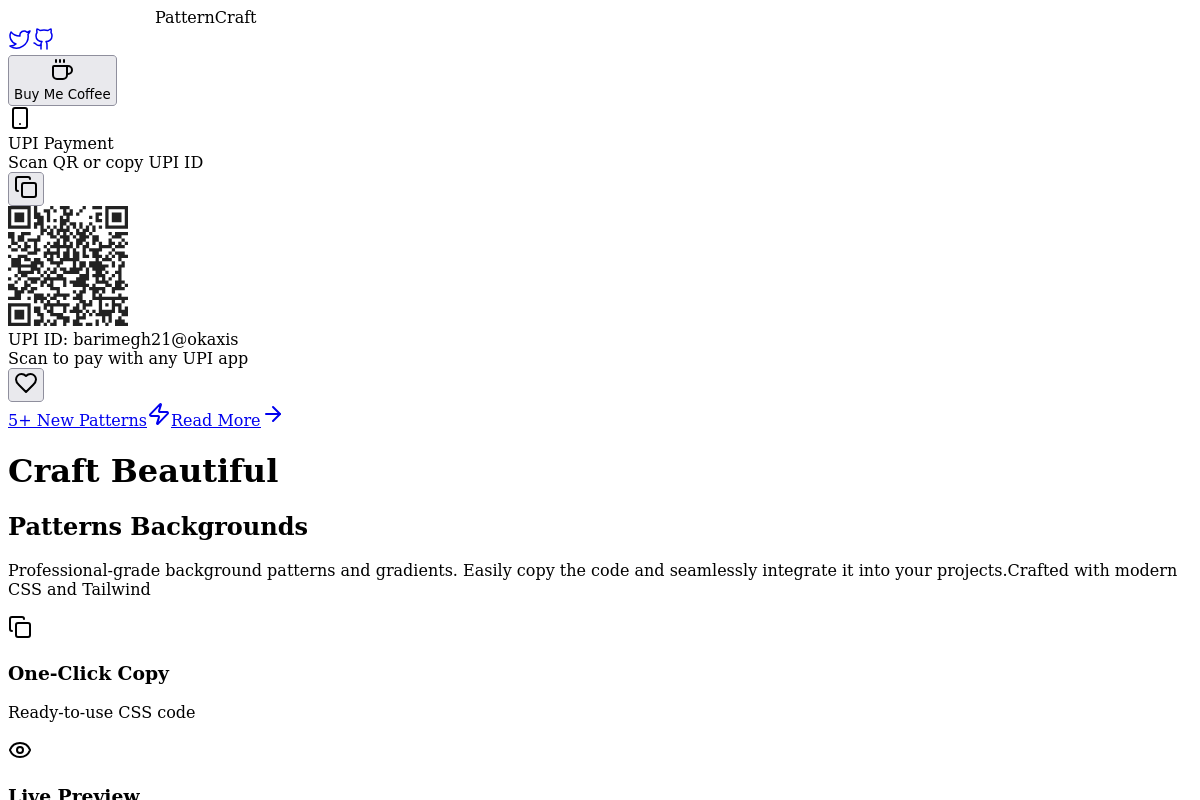 PatternCraft
Buy Me Coffee
UPI Payment
Scan QR or copy UPI ID
UPI ID: barimegh21@okaxis
Scan to pay with any UPI app
5+ New Patterns Read More
Craft Beautiful
Patterns Backgrounds
Professional-grade background patterns and gradients. Easily copy the code and seamlessly integrate it into your projects.Crafted with modern
CSS and Tailwind
One-Click Copy
Ready-to-use CSS code
Live Preview